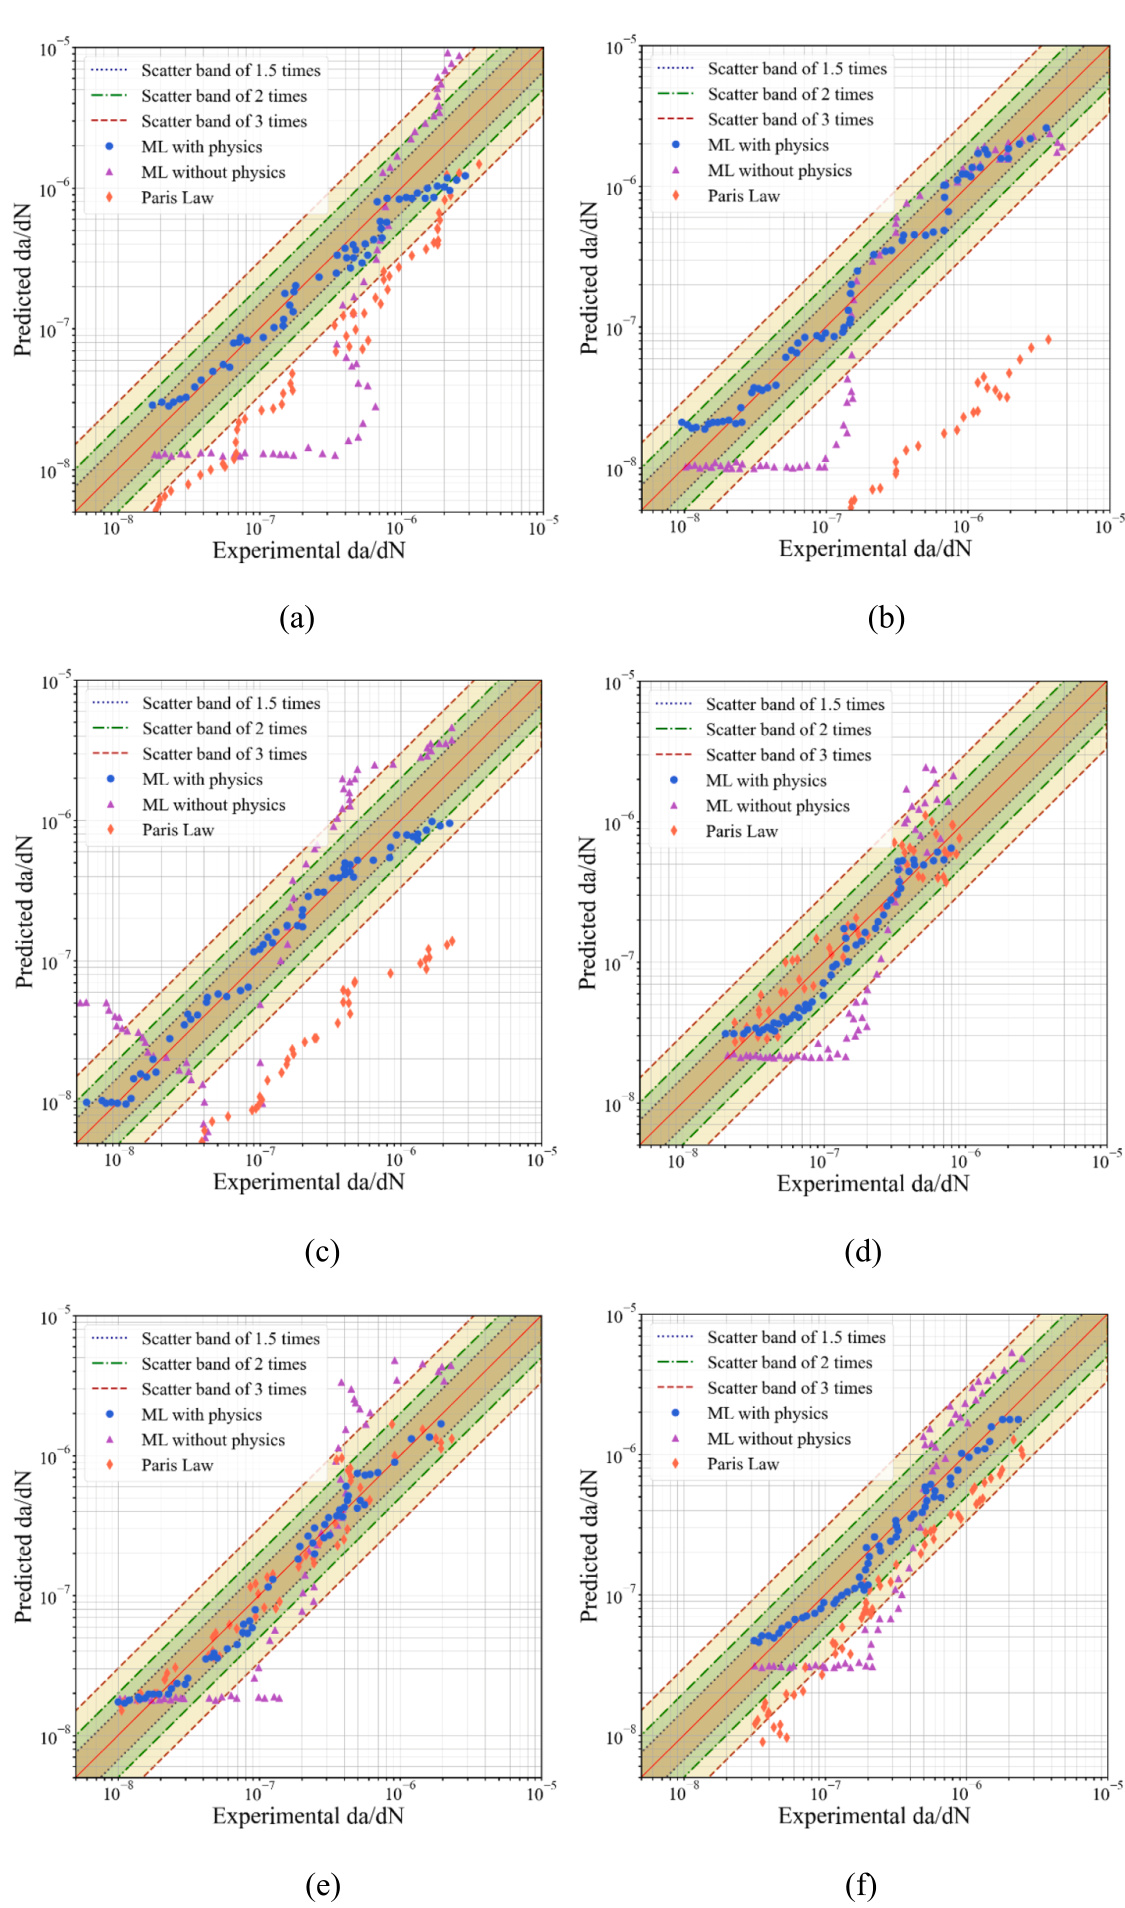 10⁻⁵
Scatter band of 1.5 times
Scatter band of 2 times
Scatter band of 3 times
ML with physics
ML without physics
Paris Law
10⁻⁶
10⁻⁷
10⁻⁸
Predicted da/dN
10⁻⁸ 10⁻⁷ 10⁻⁶ 10⁻⁵
Experimental da/dN
(a)
10⁻⁵
Scatter band of 1.5 times
Scatter band of 2 times
Scatter band of 3 times
ML with physics
ML without physics
Paris Law
10⁻⁶
10⁻⁷
10⁻⁸
Predicted da/dN
10⁻⁸ 10⁻⁷ 10⁻⁶ 10⁻⁵
Experimental da/dN
(b)
10⁻⁵
Scatter band of 1.5 times
Scatter band of 2 times
Scatter band of 3 times
ML with physics
ML without physics
Paris Law
10⁻⁶
10⁻⁷
10⁻⁸
Predicted da/dN
10⁻⁸ 10⁻⁷ 10⁻⁶ 10⁻⁵
Experimental da/dN
(c)
10⁻⁵
Scatter band of 1.5 times
Scatter band of 2 times
Scatter band of 3 times
ML with physics
ML without physics
Paris Law
10⁻⁶
10⁻⁷
10⁻⁸
Predicted da/dN
10⁻⁸ 10⁻⁷ 10⁻⁶ 10⁻⁵
Experimental da/dN
(d)
10⁻⁵
Scatter band of 1.5 times
Scatter band of 2 times
Scatter band of 3 times
ML with physics
ML without physics
Paris Law
10⁻⁶
10⁻⁷
10⁻⁸
Predicted da/dN
10⁻⁸ 10⁻⁷ 10⁻⁶ 10⁻⁵
Experimental da/dN
(e)
10⁻⁵
Scatter band of 1.5 times
Scatter band of 2 times
Scatter band of 3 times
ML with physics
ML without physics
Paris Law
10⁻⁶
10⁻⁷
10⁻⁸
Predicted da/dN
10⁻⁸ 10⁻⁷ 10⁻⁶ 10⁻⁵
Experimental da/dN
(f)